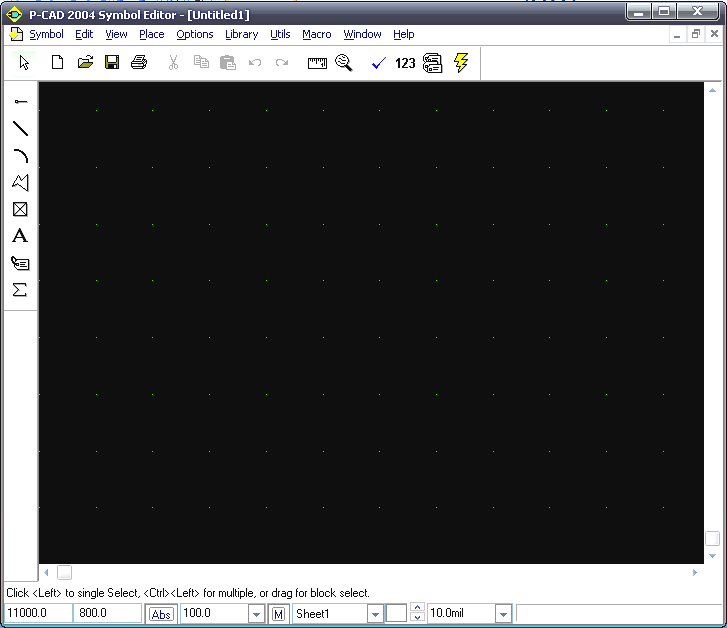 P-CAD 2004 Symbol Editor - [Untitled1]
Symbol Edit View Place Options Library Utils Macro Window Help
123
A
Click <Left> to single Select, <Ctrl><Left> for multiple, or drag for block select.
11000.0 800.0 Abs 100.0 M Sheet1 10.0mil